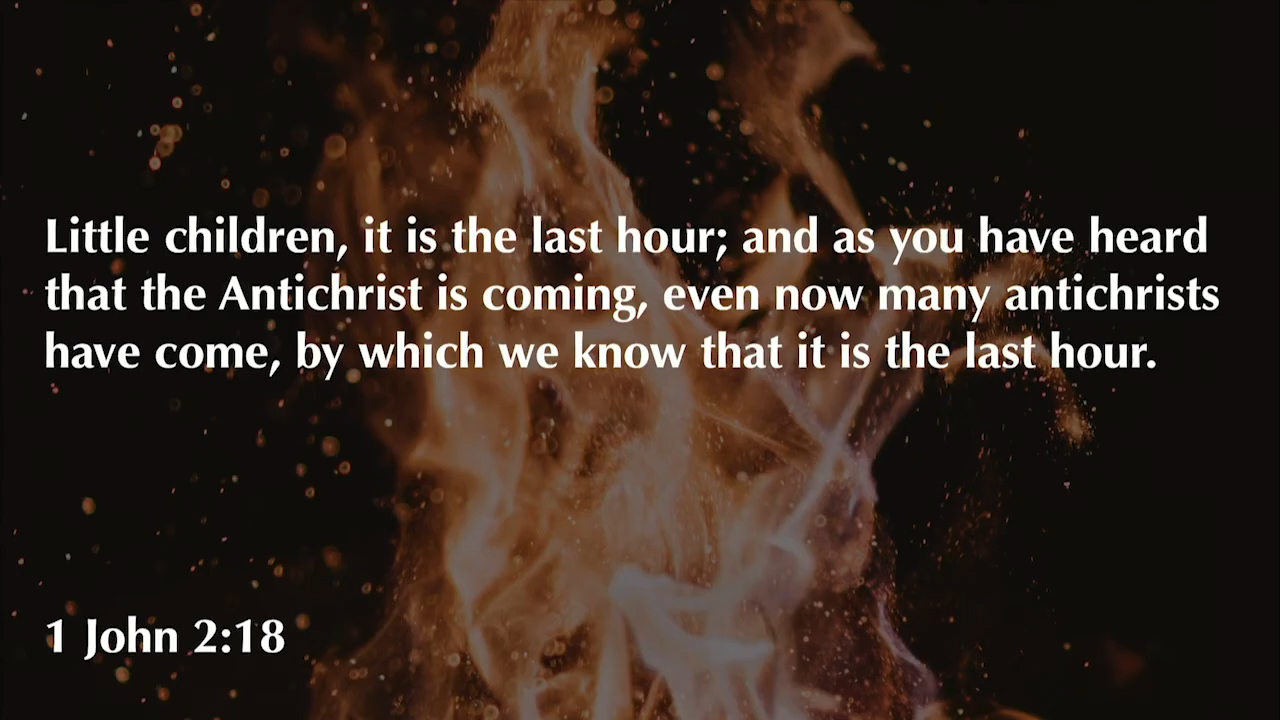 Little children, it is the last hour; and as you have heard
that the Antichrist is coming, even now many antichrists
have come, by which we know that it is the last hour.
1 John 2:18